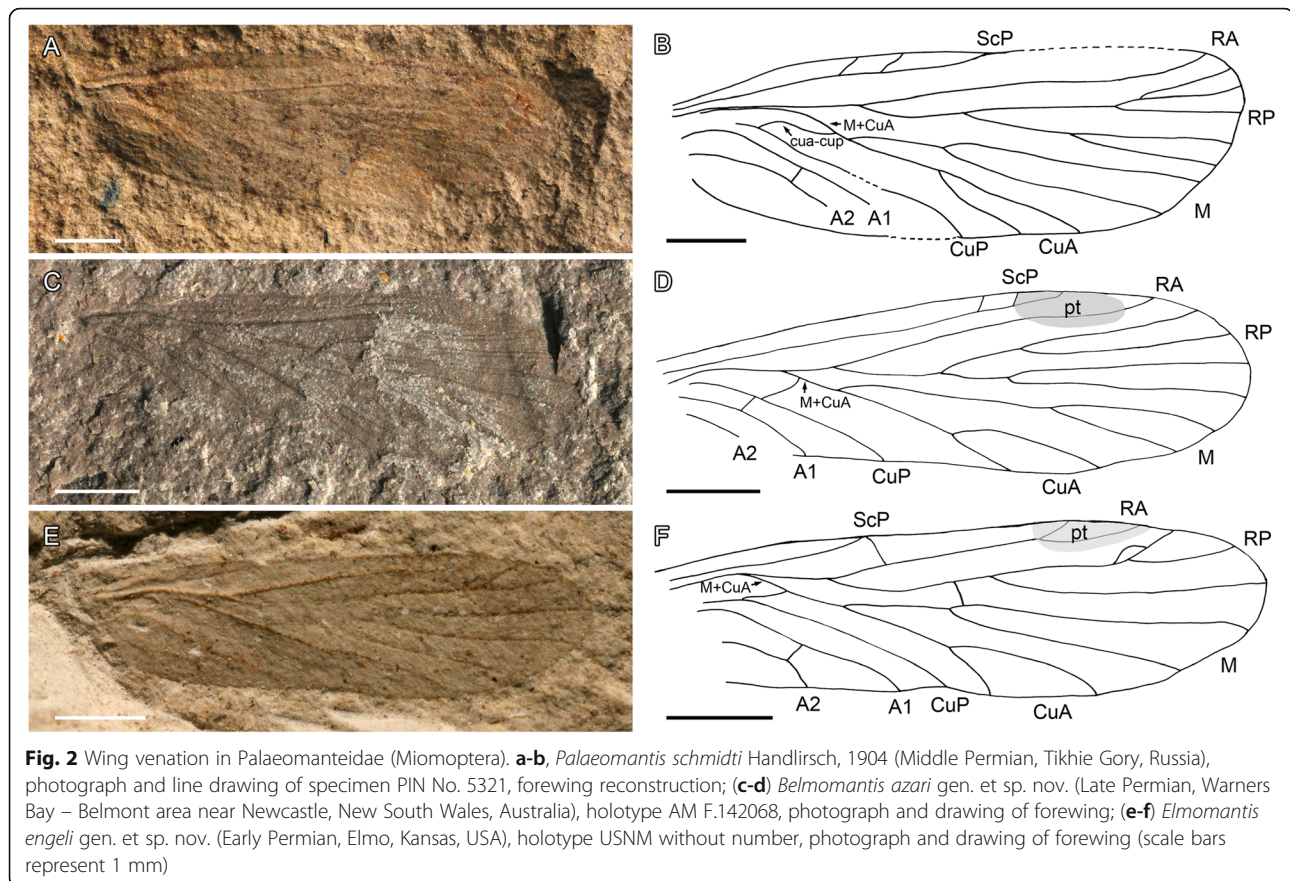 A
B
ScP
RA
RP
M+CuA
cua-cup
M
A2
A1
CuP
CuA
C
D
ScP
RA
pt
RP
M+CuA
M
A2
A1
CuP
CuA
E
F
ScP
RA
pt
RP
M+CuA
M
A2
A1
CuP
CuA
Fig. 2 Wing venation in Palaeomanteidae (Miomoptera). a-b, Palaeomantis schmidti Handlirsch, 1904 (Middle Permian, Tikhie Gory, Russia),
photograph and line drawing of specimen PIN No. 5321, forewing reconstruction; (c-d) Belmomantis azari gen. et sp. nov. (Late Permian, Warners
Bay – Belmont area near Newcastle, New South Wales, Australia), holotype AM F.142068, photograph and drawing of forewing; (e-f) Elmomantis
engeli gen. et sp. nov. (Early Permian, Elmo, Kansas, USA), holotype USNM without number, photograph and drawing of forewing (scale bars
represent 1 mm)